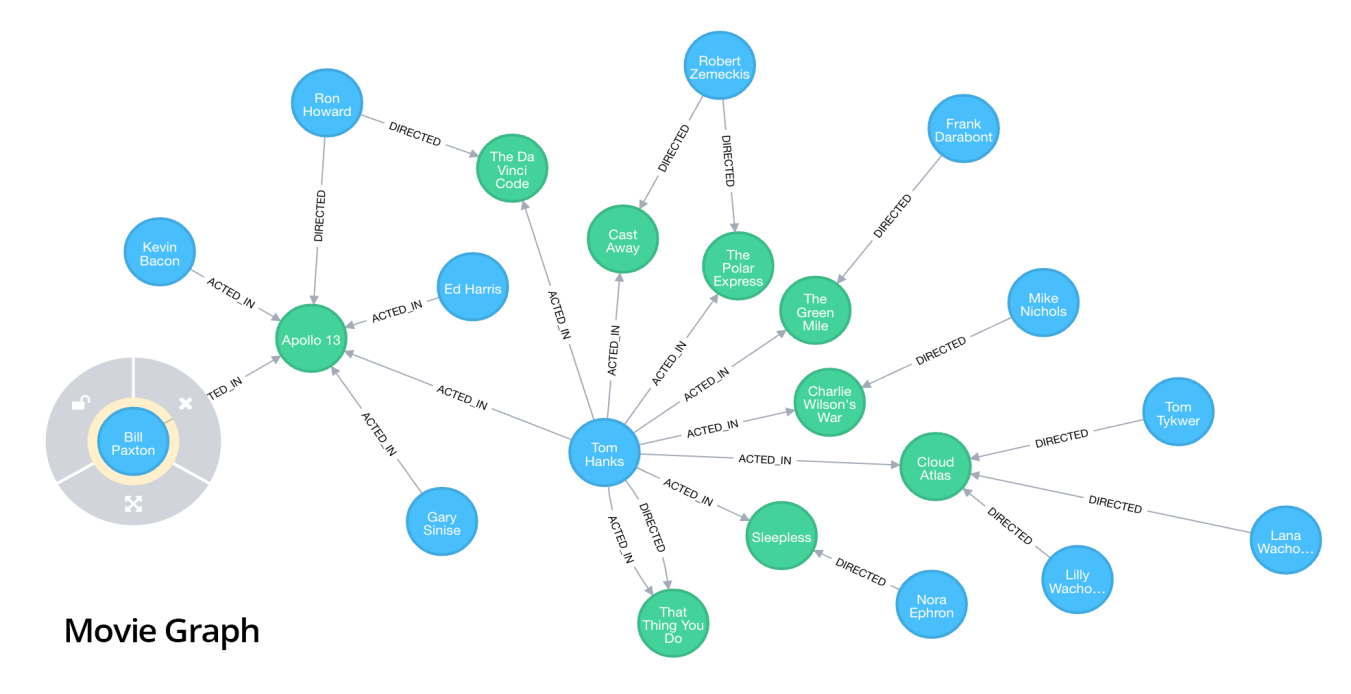 Robert
Zemeckis
Ron
Howard
Frank
Darabont
DIRECTED
DIRECTED
DIRECTED
The Da
Vinci
Code
DIRECTED
DIRECTED
Cast
Away
Kevin
Bacon
The
Polar
Express
Ed Harris
ACTED_IN
ACTED_IN
The
Green
Mile
Mike
Nichols
ACTED_IN
Apollo 13
ACTED_IN
ACTED_IN
DIRECTED
TED_IN
ACTED_IN
ACTED_IN
Charlie
Wilson's
War
Tom
Tykwer
Bill
Paxton
ACTED_IN
ACTED_IN
DIRECTED
Tom
Hanks
ACTED_IN
Cloud
Atlas
ACTED_IN
DIRECTED
Gary
Sinise
ACTED_IN
DIRECTED
Sleepless
DIRECTED
Lana
Wacho…
DIRECTED
Lilly
Wacho…
Nora
Ephron
That
Thing You
Do
Movie Graph